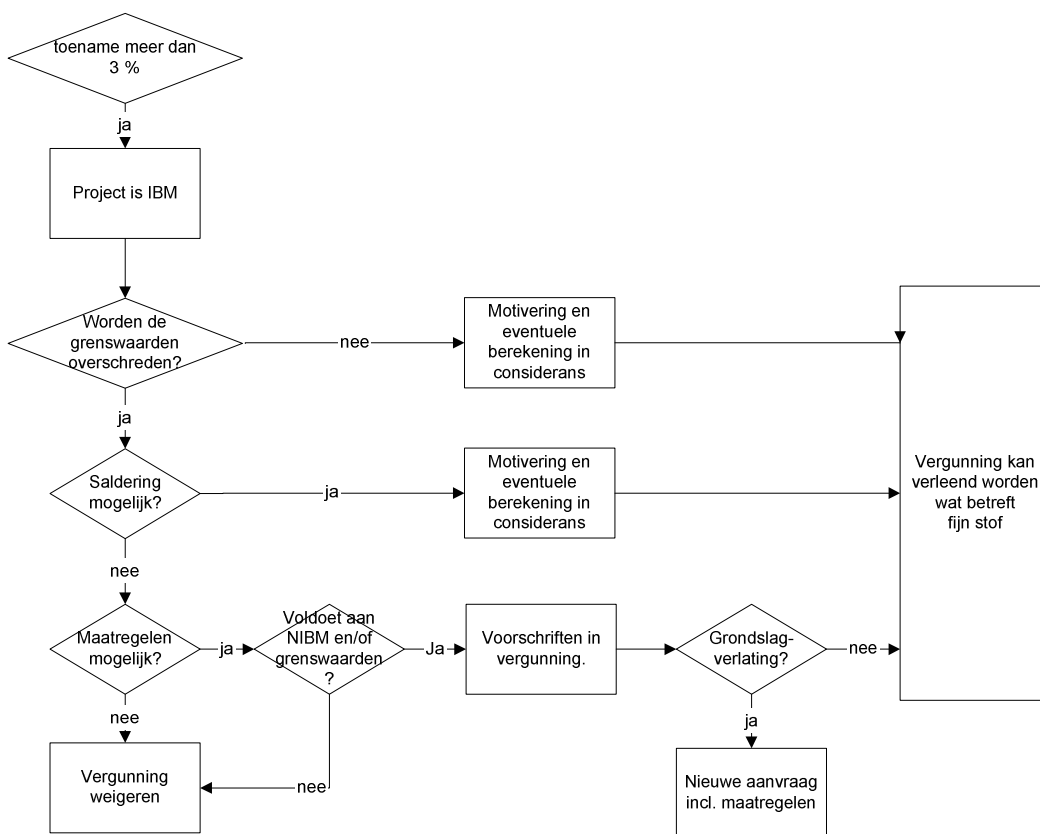 toename meer dan
3 %
ja
Project is IBM
Worden de
grenswaarden
overschreden?
nee
Motivering en
eventuele
berekening in
considerans
ja
Saldering
mogelijk?
ja
Motivering en
eventuele
berekening in
considerans
Vergunning kan
verleend worden
wat betreft
fijn stof
nee
Maatregelen
mogelijk?
ja
Voldoet aan
NIBM en/of
grenswaarden
?
Ja
Voorschriften in
vergunning.
Grondslag-
verlating?
nee
nee
ja
Vergunning
weigeren
nee
Nieuwe aanvraag
incl. maatregelen